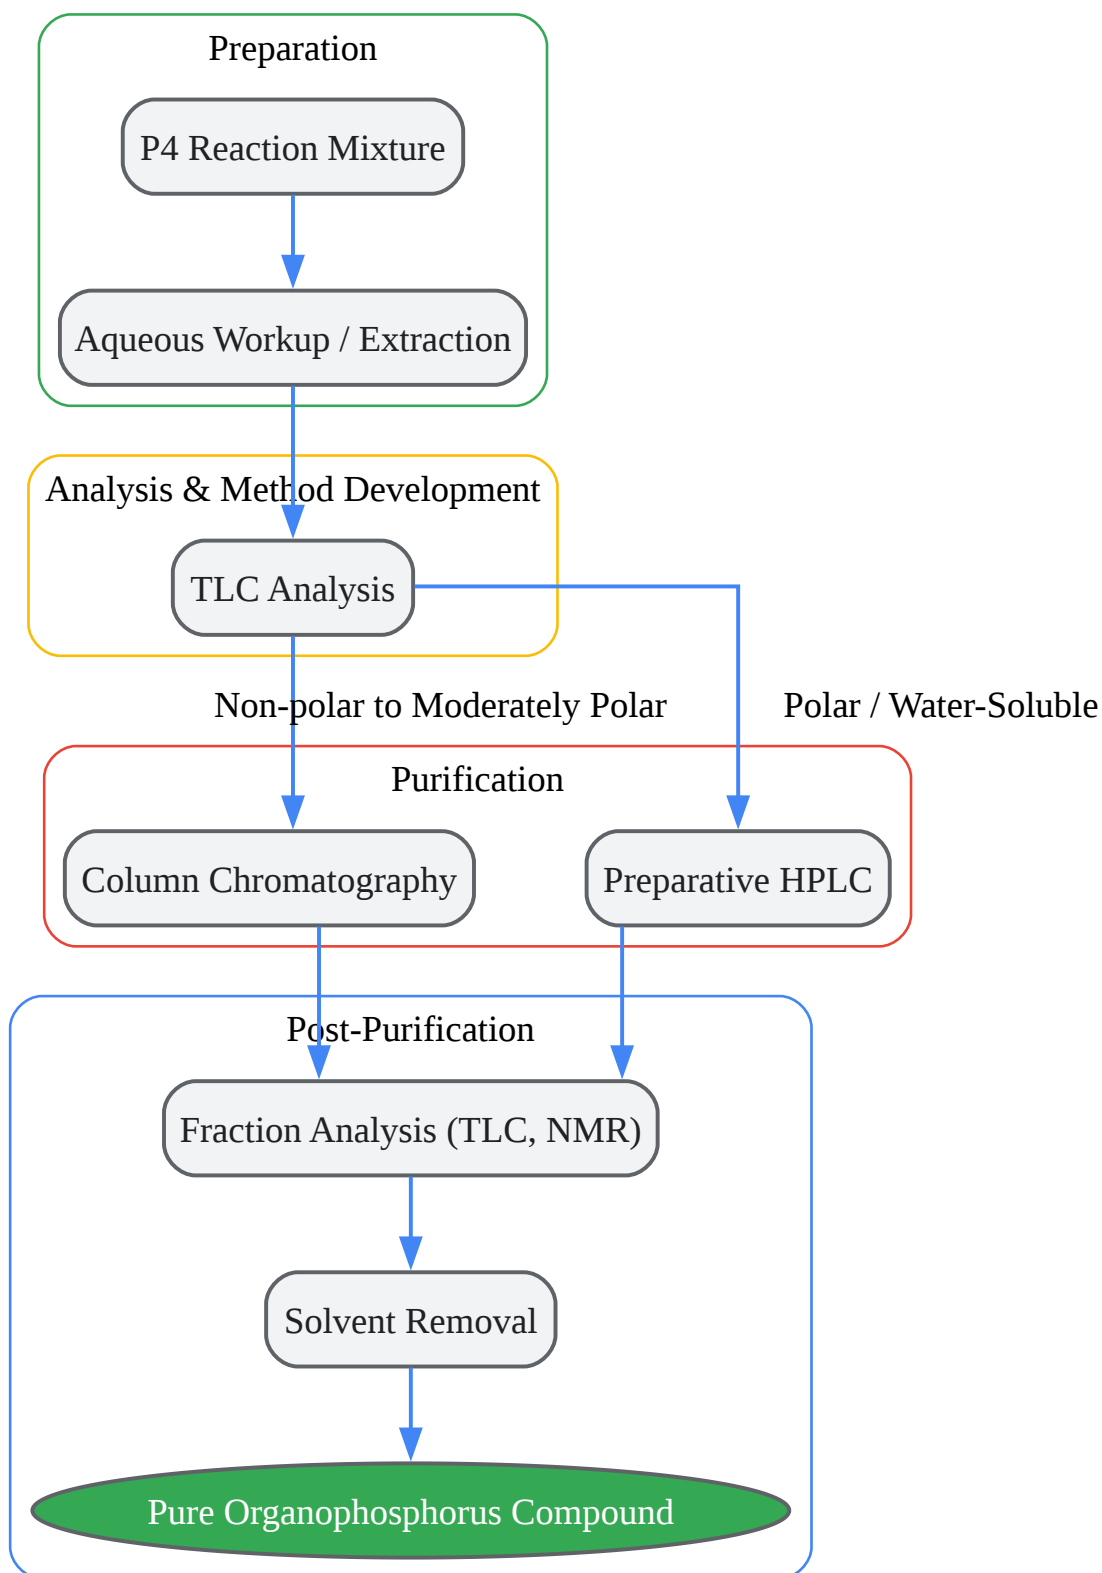 Preparation
P4 Reaction Mixture
Aqueous Workup / Extraction
Analysis & Method Development
TLC Analysis
Non-polar to Moderately Polar
Polar / Water-Soluble
Purification
Column Chromatography
Preparative HPLC
Post-Purification
Fraction Analysis (TLC, NMR)
Solvent Removal
Pure Organophosphorus Compound